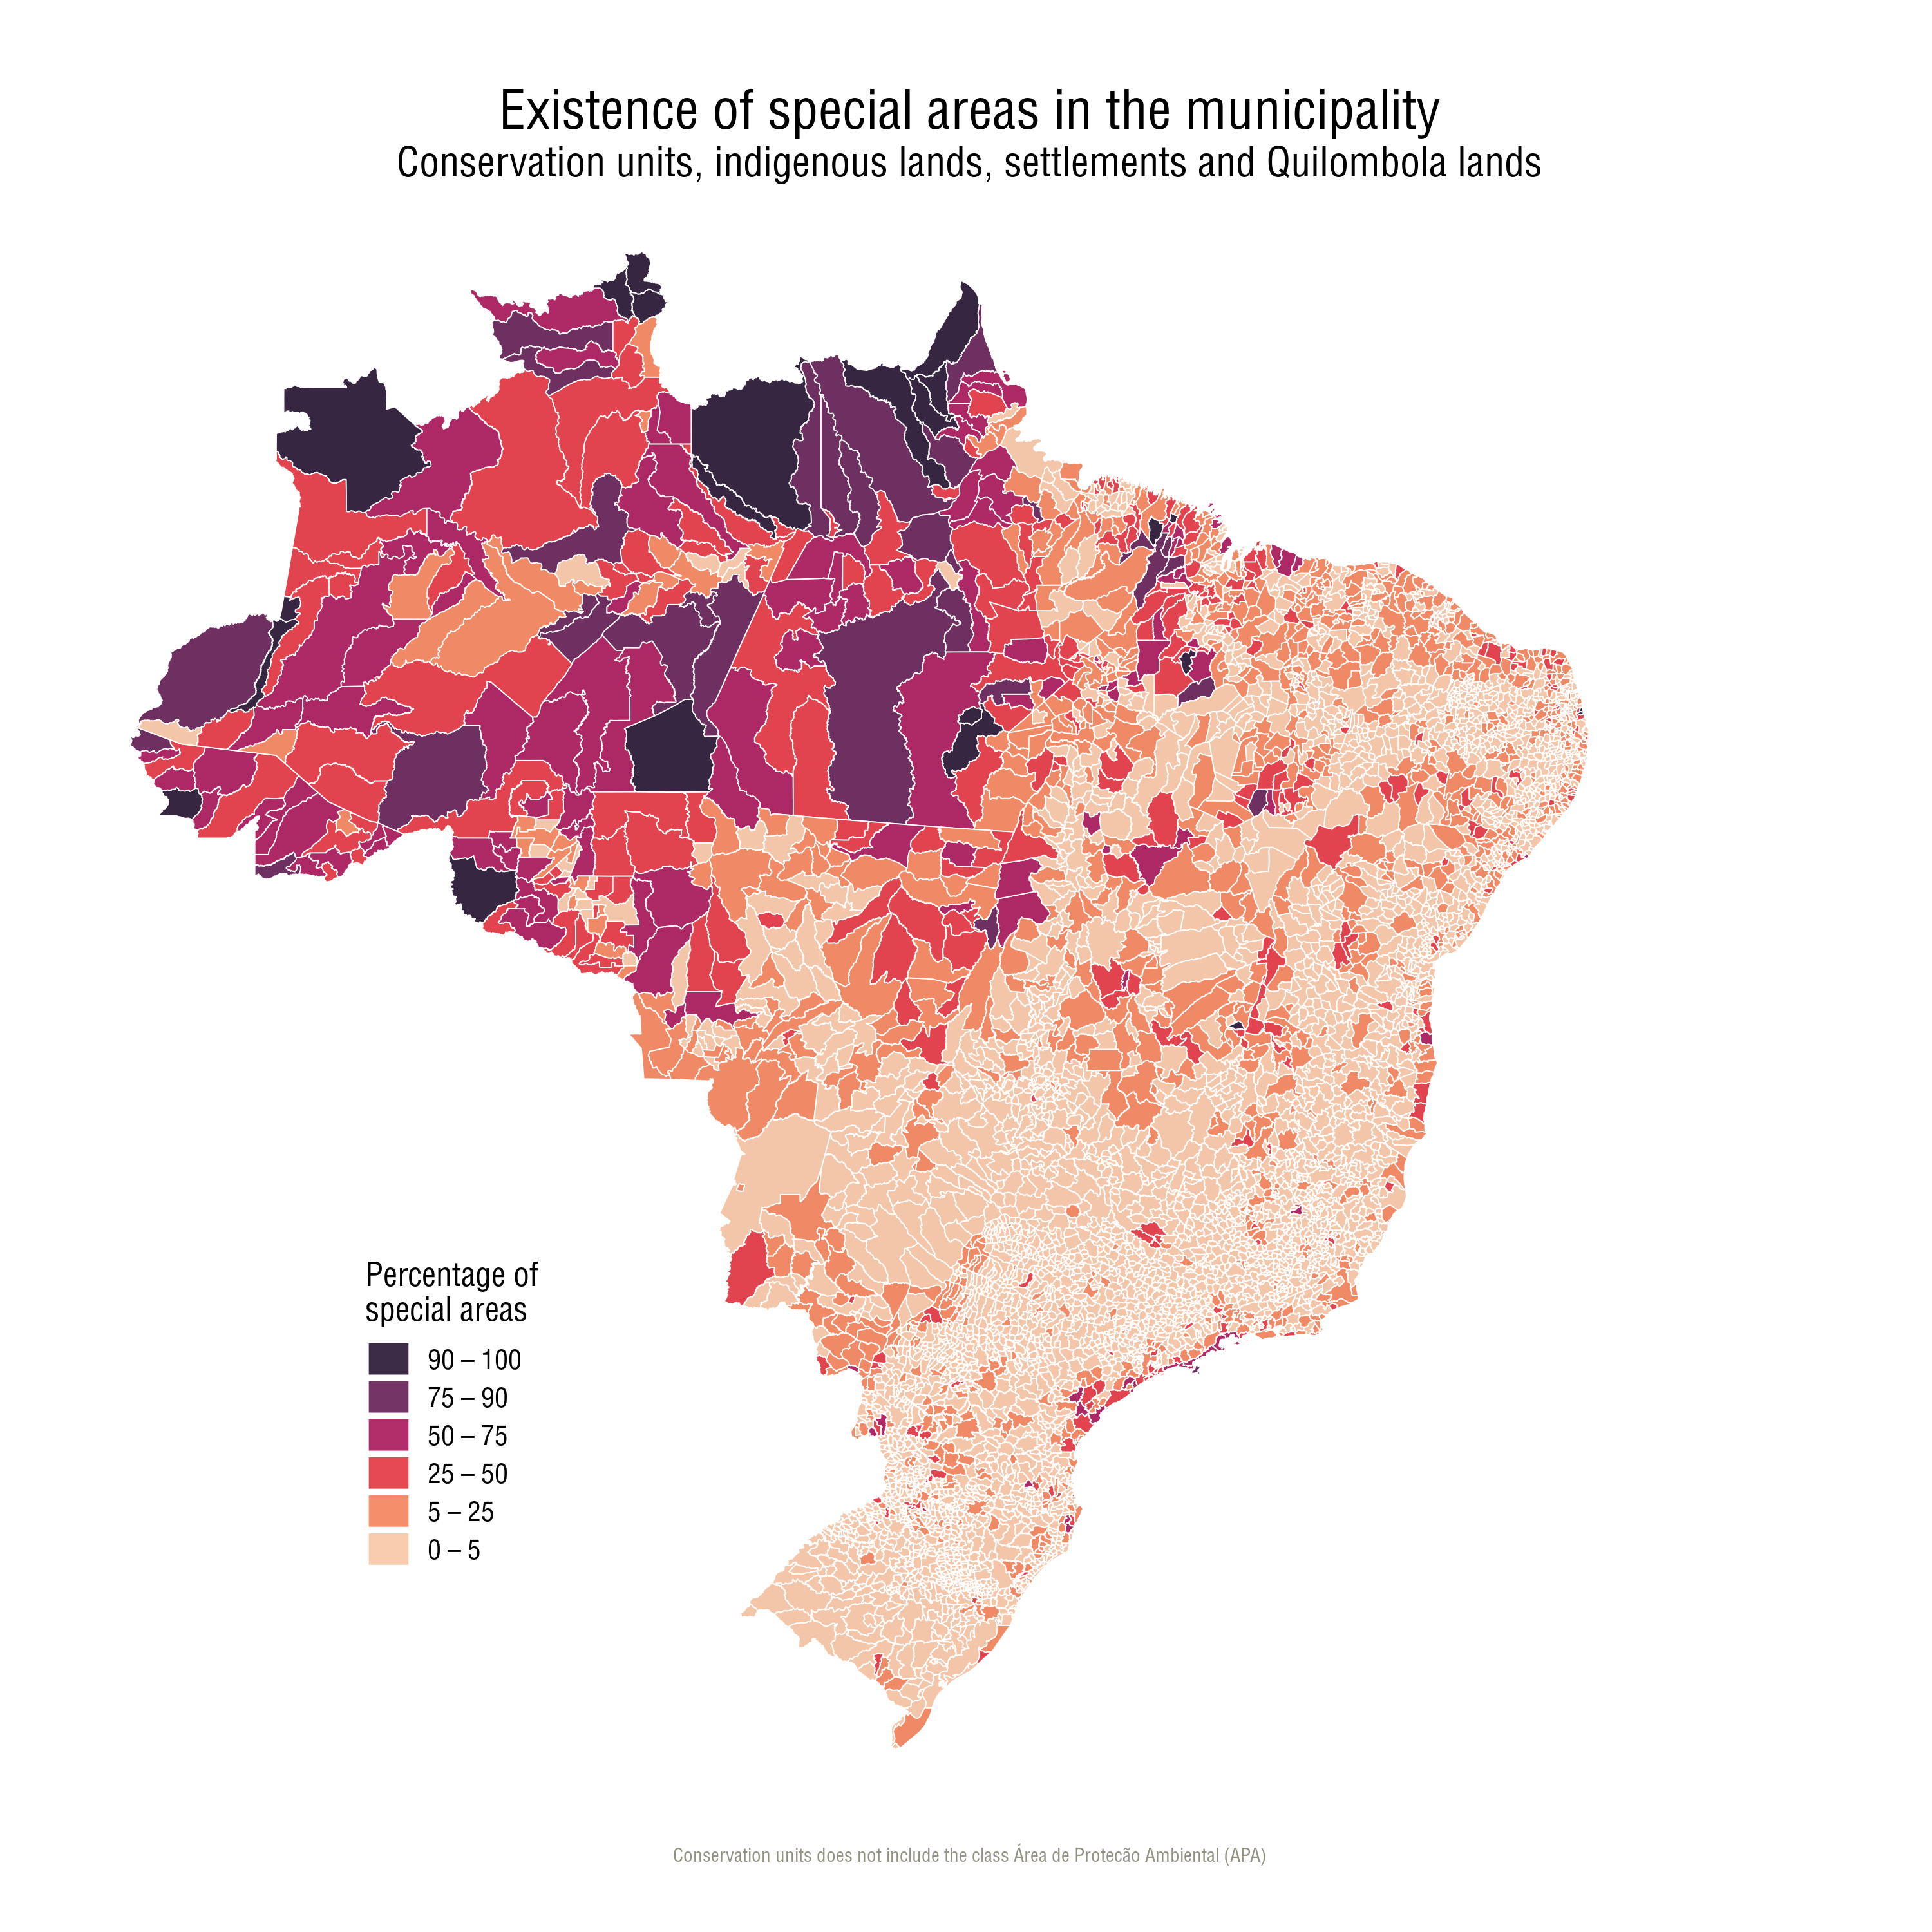 Existence of special areas in the municipality
Conservation units, indigenous lands, settlements and Quilombola lands
Percentage of
special areas
90 – 100
75 – 90
50 – 75
25 – 50
5 – 25
0 – 5
Conservation units does not include the class Área de Protecão Ambiental (APA)